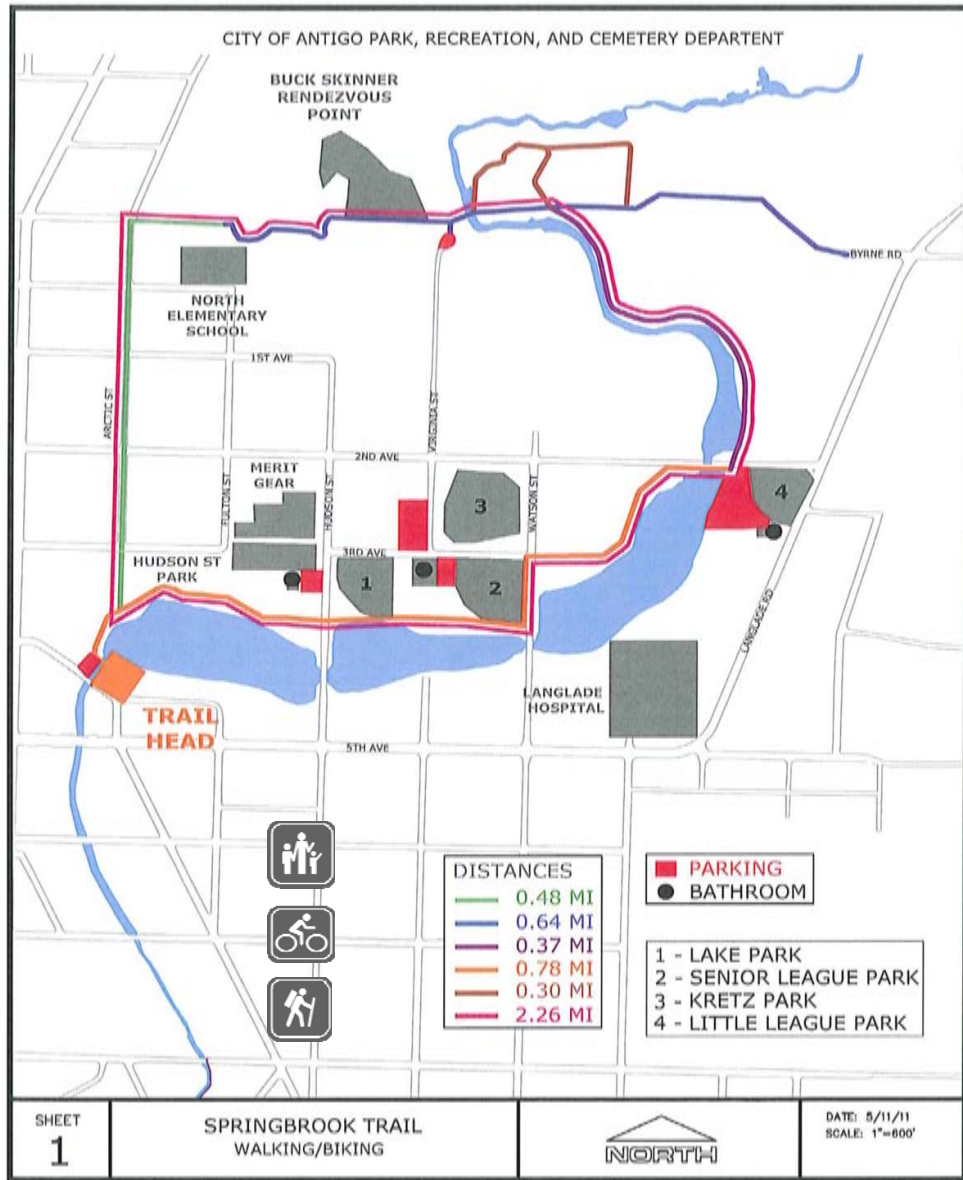 CITY OF ANTIGO PARK, RECREATION, AND CEMETERY DEPARTENT
BUCK SKINNER
RENDEZVOUS
POINT
BYRNE RD
NORTH
ELEMENTARY
SCHOOL
1ST AVE
ARCTIC ST
VIRGINIA ST
2ND AVE
MERIT
GEAR
FULTON ST
HUDSON ST
WATSON ST
3
4
3RD AVE
HUDSON ST
PARK
1
2
LANGLADE RD
LANGLADE
HOSPITAL
TRAIL
HEAD
5TH AVE
DISTANCES
0.48 MI
0.64 MI
0.37 MI
0.78 MI
0.30 MI
2.26 MI
PARKING
BATHROOM
1 - LAKE PARK
2 - SENIOR LEAGUE PARK
3 - KRETZ PARK
4 - LITTLE LEAGUE PARK
SHEET
1
SPRINGBROOK TRAIL
WALKING/BIKING
NORTH
DATE: 5/11/11
SCALE: 1"=600'